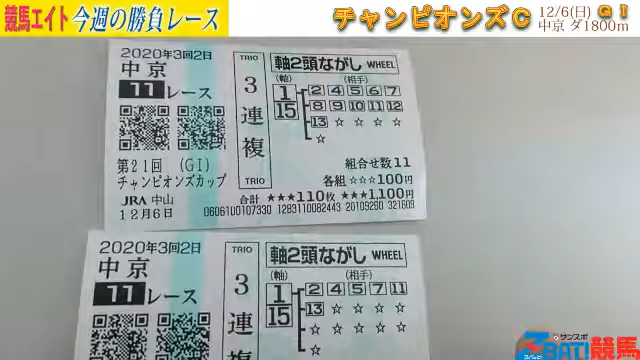 競馬エイト 今週の勝負レース
チャンピオンズC GI
12/6(日)
中京 ダ1800m
2020年3回2日
中京
11レース
第21回 (GI)
チャンピオンズカップ
JRA 中山
12月6日
TRIO
3連複
TRIO
軸2頭ながし WHEEL
(軸) (相手)
1 2 4 5 6 7
15 8 9 10 11 12
13 ☆ ☆ ☆ ☆
☆
組合せ数11
各組 ☆☆☆100円
合計 ★★★110枚 ★★★1,100円
0606100107330 1283110082443 20109260 321609
2020年3回2日
中京
11レース
TRIO
3連複
軸2頭ながし WHEEL
(軸) (相手)
1 2 4 5 7 11
15 13 ☆ ☆ ☆ ☆
☆ ☆ ☆ ☆ ☆
☆
サンスポ
ZBAT!競馬